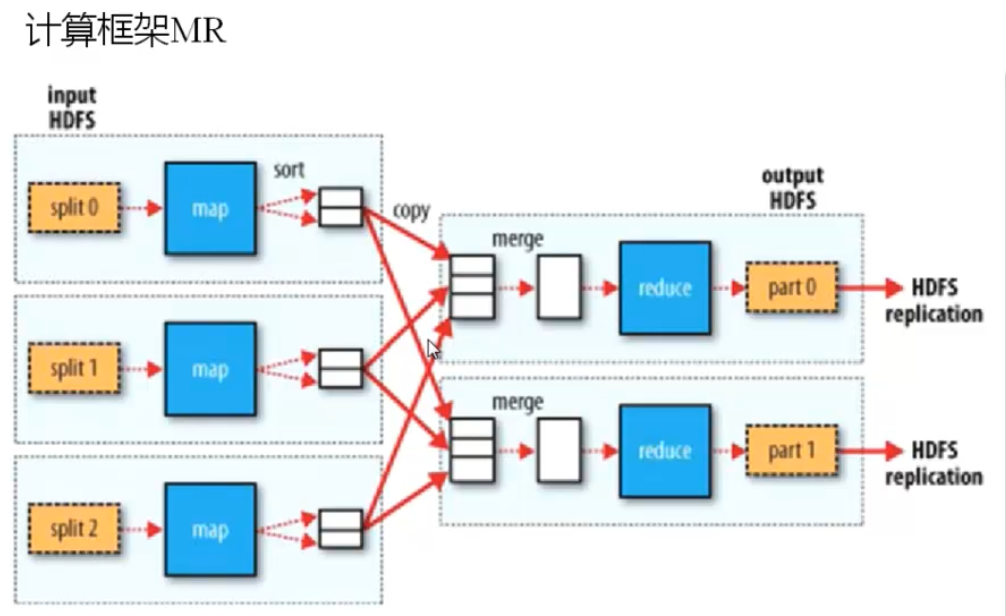 计算框架MR
input
HDFS
split 0
map
sort
copy
split 1
map
split 2
map
output
HDFS
merge
reduce
part 0
HDFS
replication
merge
reduce
part 1
HDFS
replication